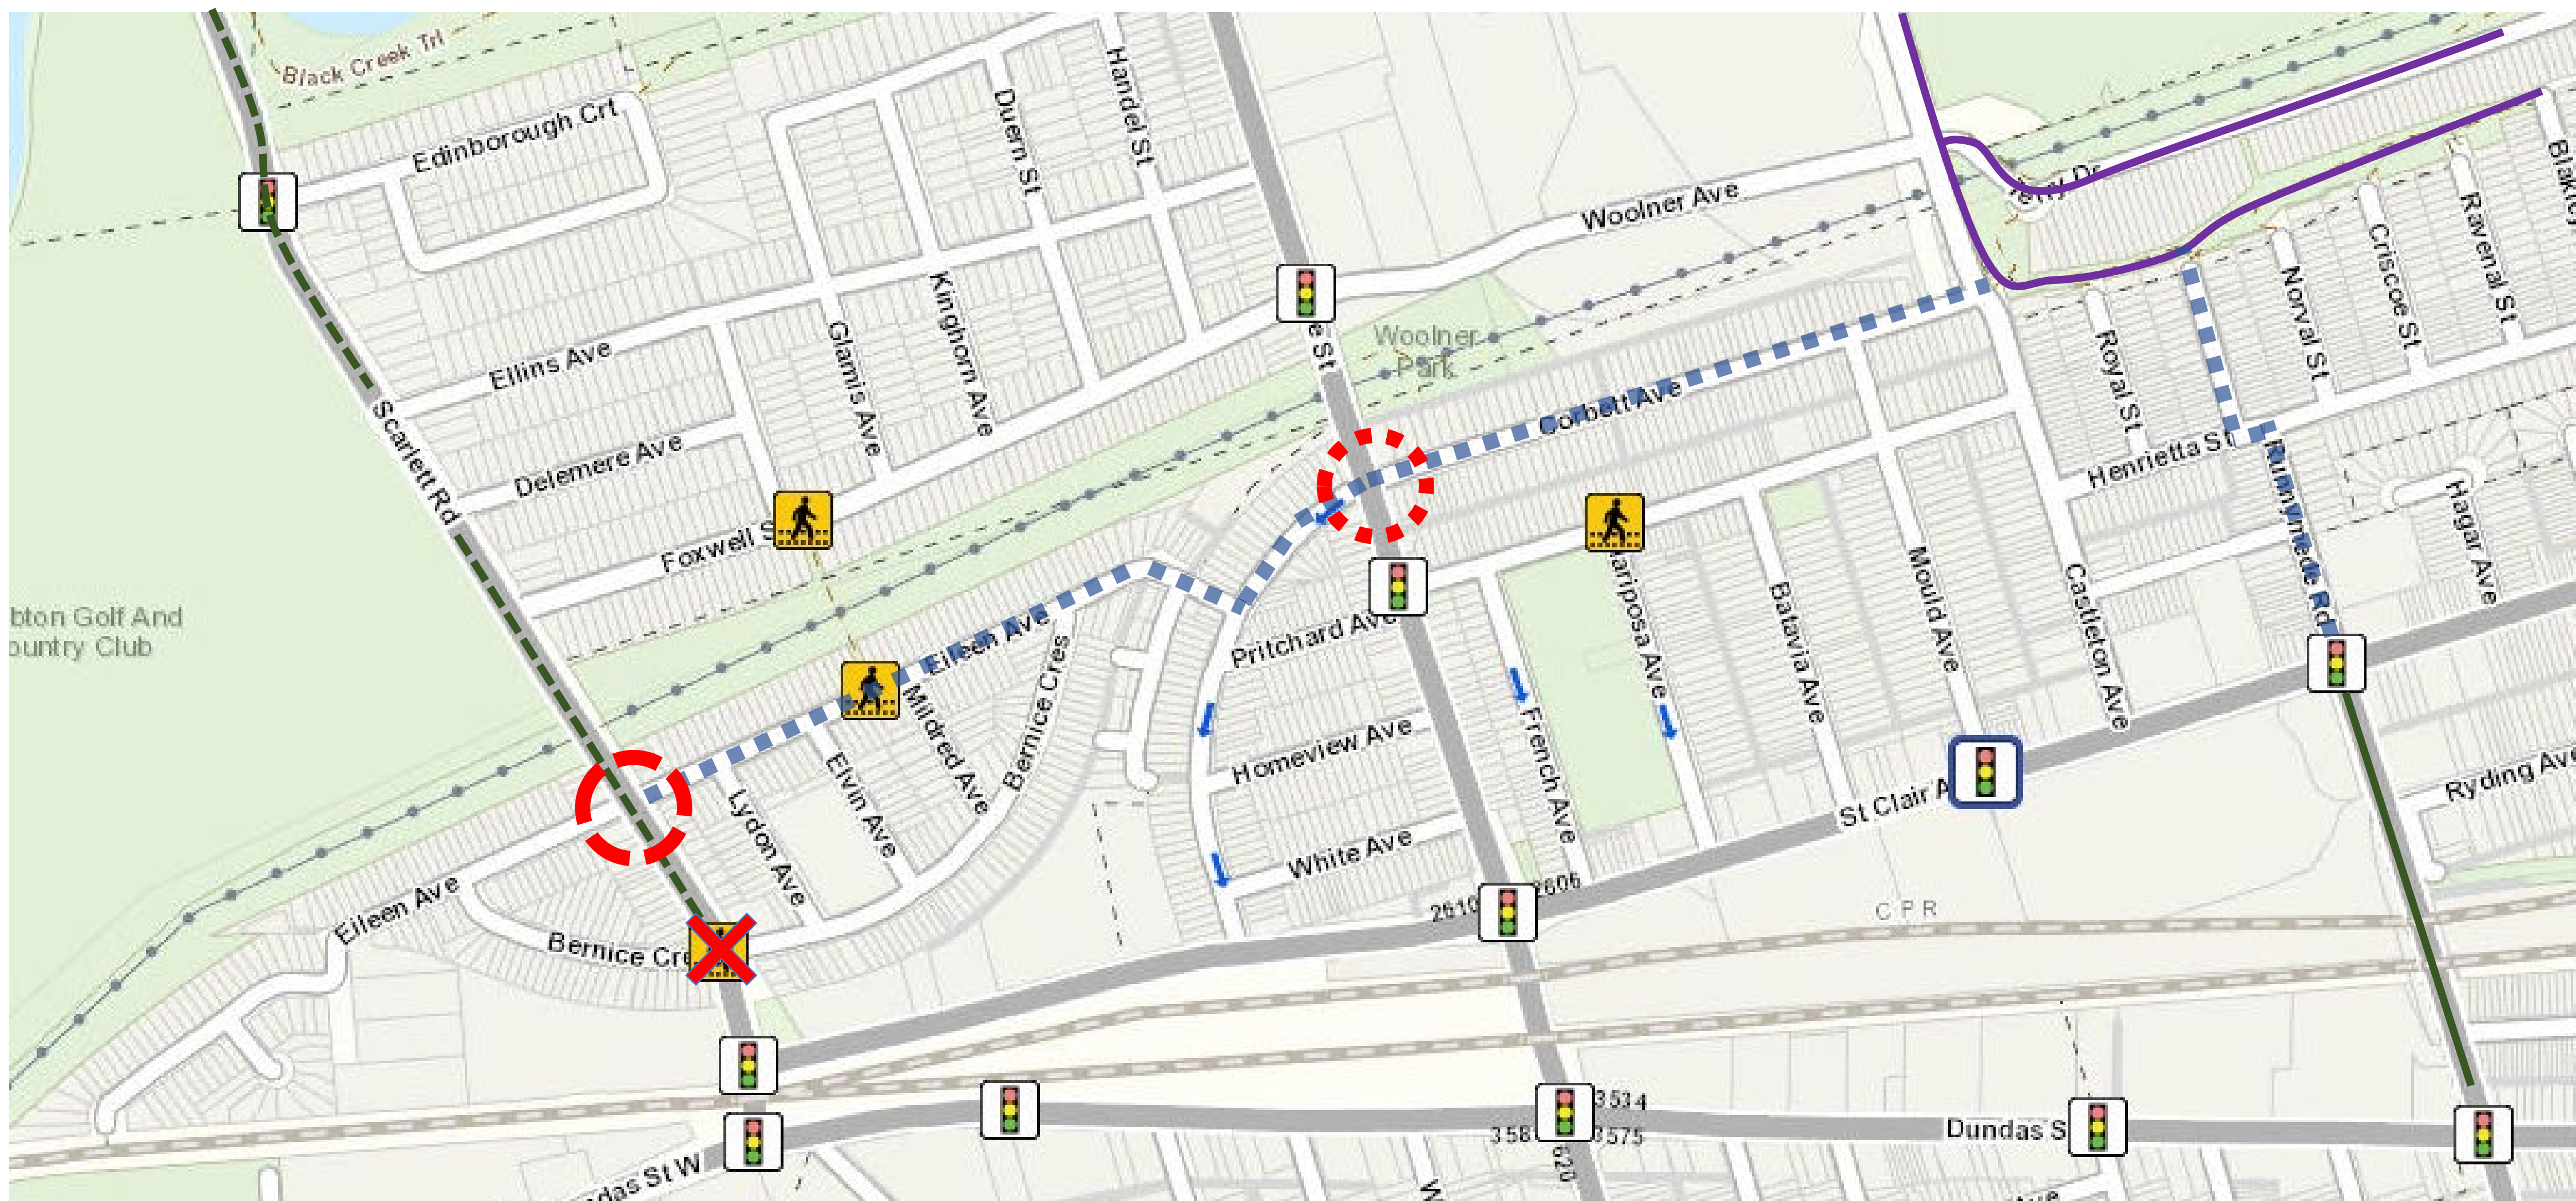 Black Creek Trl
Edinborough Crt
Duern St
Handel St
Woolner Ave
Ravenal St
Criscoe St
Norval St
Royal St
Woolner
Park
e St
Kinghorn Ave
Glamis Ave
Ellins Ave
Scarlett Rd
Delemere Ave
Corbett Ave
Henrietta St
Runnymede Rd
Hagar Ave
Foxwell S
Mariposa Ave
Mould Ave
Castleton Ave
Batavia Ave
bton Golf And
ountry Club
Eileen Ave
Pritchard Ave
Bernice Cres
Mildred Ave
French Ave
Homeview Ave
Elvin Ave
Lydon Ave
St Clair A
Ryding Ave
White Ave
2610
2606
CPR
Eileen Ave
Bernice Cre
3534
358
3575
Dundas S
620
ndas St W
W
Ave